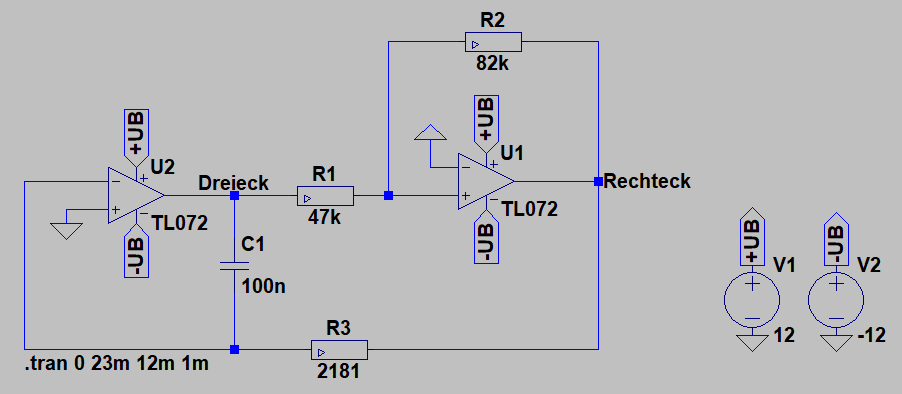 R2
82k
+UB
U2
-UB
TL072
Dreieck
R1
47k
+UB
U1
-UB
TL072
Rechteck
C1
100n
R3
2181
.tran 0 23m 12m 1m
+UB
V1
12
-UB
V2
-12